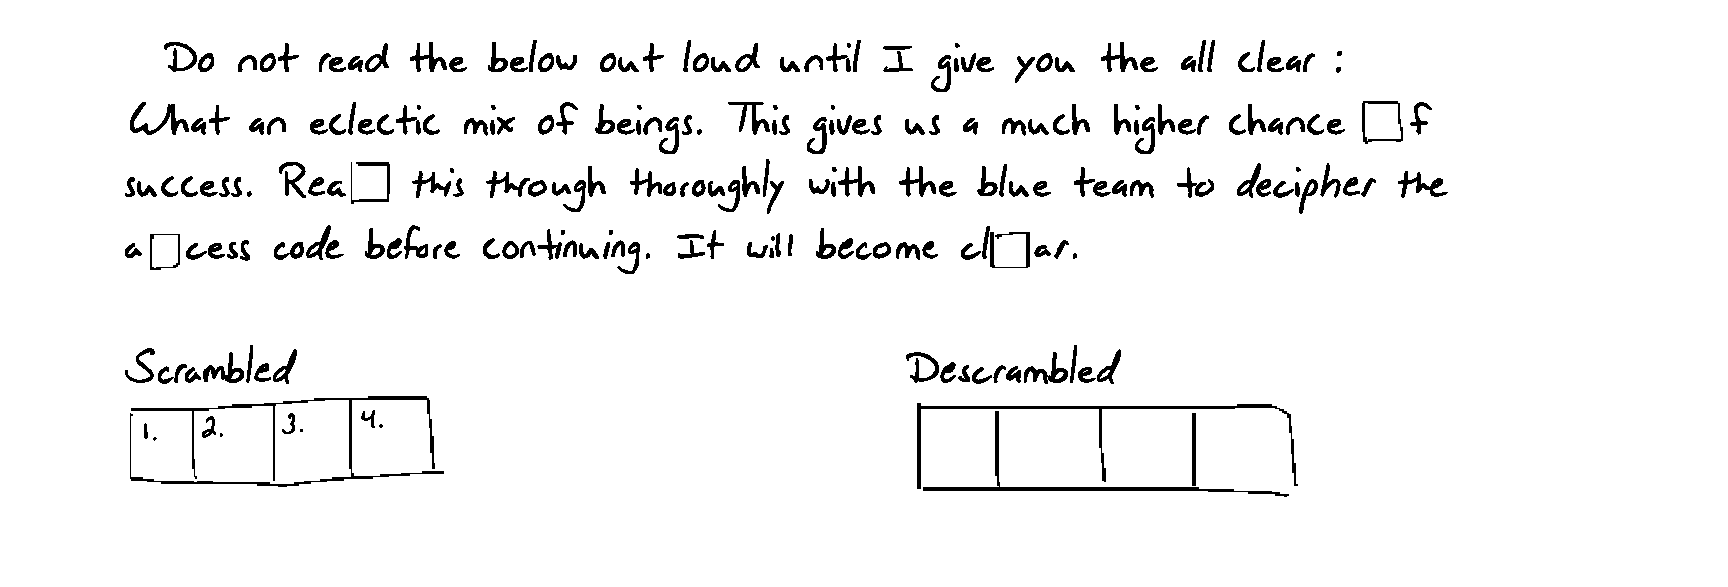 Do not read the below out loud until I give you the all clear :
What an eclectic mix of beings. This gives us a much higher chance □f
success. Rea□ this through thoroughly with the blue team to decipher the
a□cess code before continuing. It will become cl□ar.
Scrambled
Descrambled
1. 2. 3. 4.